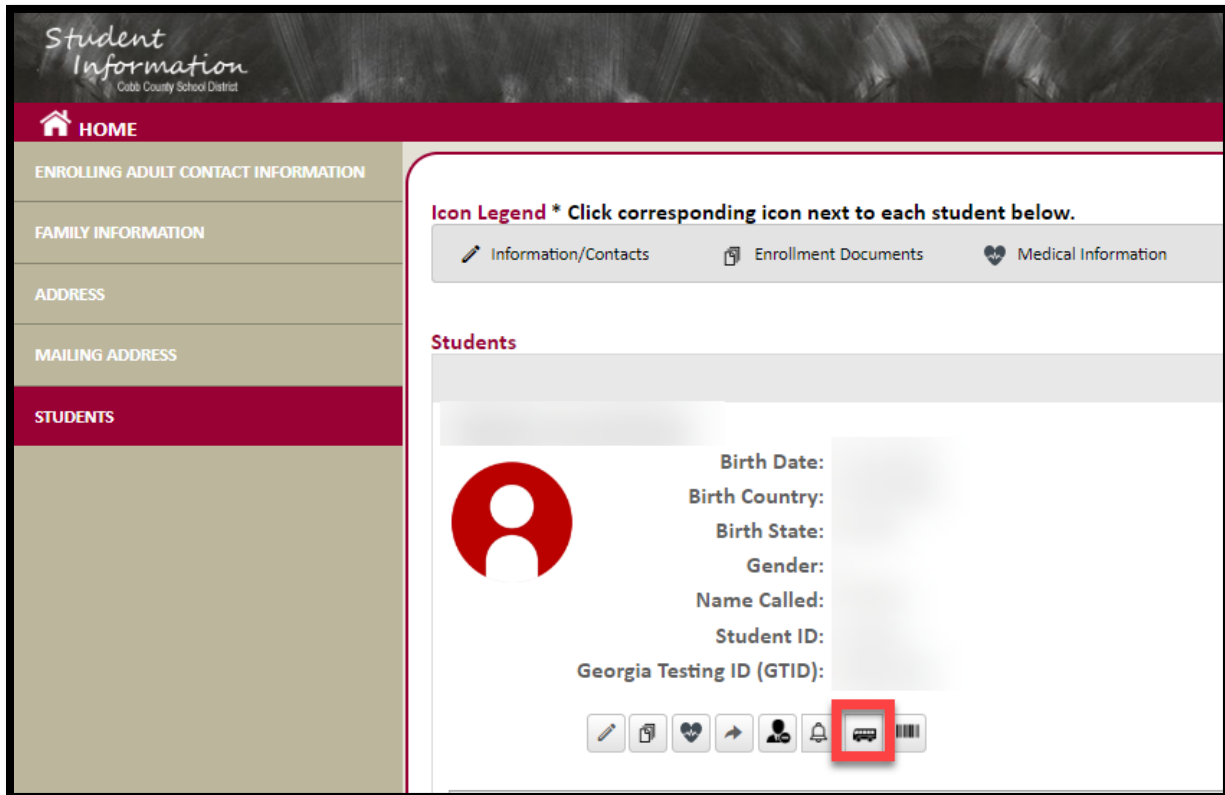 Student
Information
Cobb County School District
HOME
ENROLLING ADULT CONTACT INFORMATION
FAMILY INFORMATION
ADDRESS
MAILING ADDRESS
STUDENTS
Icon Legend * Click corresponding icon next to each student below.
Information/Contacts Enrollment Documents Medical Information
Students
Birth Date:
Birth Country:
Birth State:
Gender:
Name Called:
Student ID:
Georgia Testing ID (GTID):